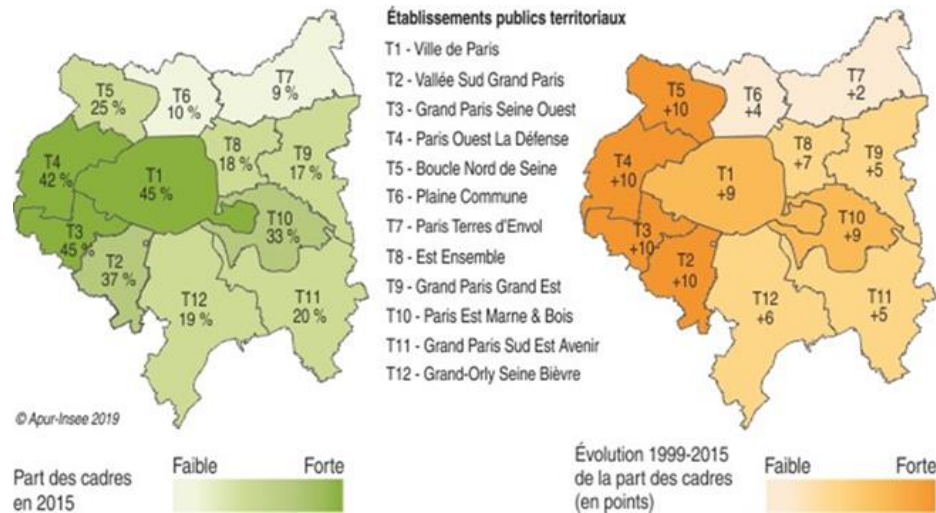 T5
25 %
T6
10 %
T7
9 %
T4
42 %
T1
45 %
T8
18 %
T9
17 %
T3
45 %
T2
37 %
T10
33 %
T12
19 %
T11
20 %
© Apur-Insee 2019
Part des cadres
en 2015
Faible Forte
Établissements publics territoriaux
T1 - Ville de Paris
T2 - Vallée Sud Grand Paris
T3 - Grand Paris Seine Ouest
T4 - Paris Ouest La Défense
T5 - Boucle Nord de Seine
T6 - Plaine Commune
T7 - Paris Terres d'Envol
T8 - Est Ensemble
T9 - Grand Paris Grand Est
T10 - Paris Est Marne & Bois
T11 - Grand Paris Sud Est Avenir
T12 - Grand-Orly Seine Bièvre
T5
+10
T6
+4
T7
+2
T4
+10
T1
+9
T8
+7
T9
+5
T3
+10
T2
+10
T10
+9
T12
+6
T11
+5
Évolution 1999-2015
de la part des cadres
(en points)
Faible Forte